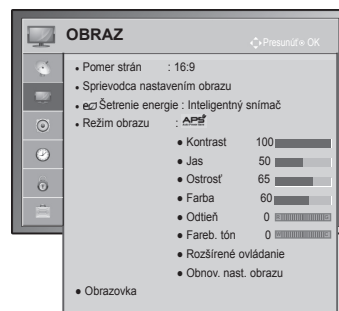 OBRAZ
Presunúť OK
• Pomer strán : 16:9
• Sprievodca nastavením obrazu
• Šetrenie energie : Inteligentný snímač
• Režim obrazu : APS
• Kontrast 100
• Jas 50
• Ostrosť 65
• Farba 60
• Odtieň 0
• Fareb. tón 0
• Rozšírené ovládanie
• Obnov. nast. obrazu
• Obrazovka